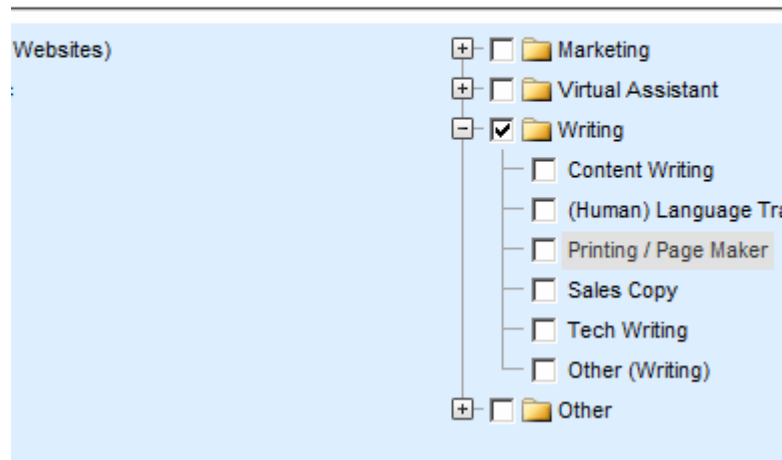 Websites)
Marketing
Virtual Assistant
Writing
Content Writing
(Human) Language
Printing / Page Maker
Sales Copy
Tech Writing
Other (Writing)
Other